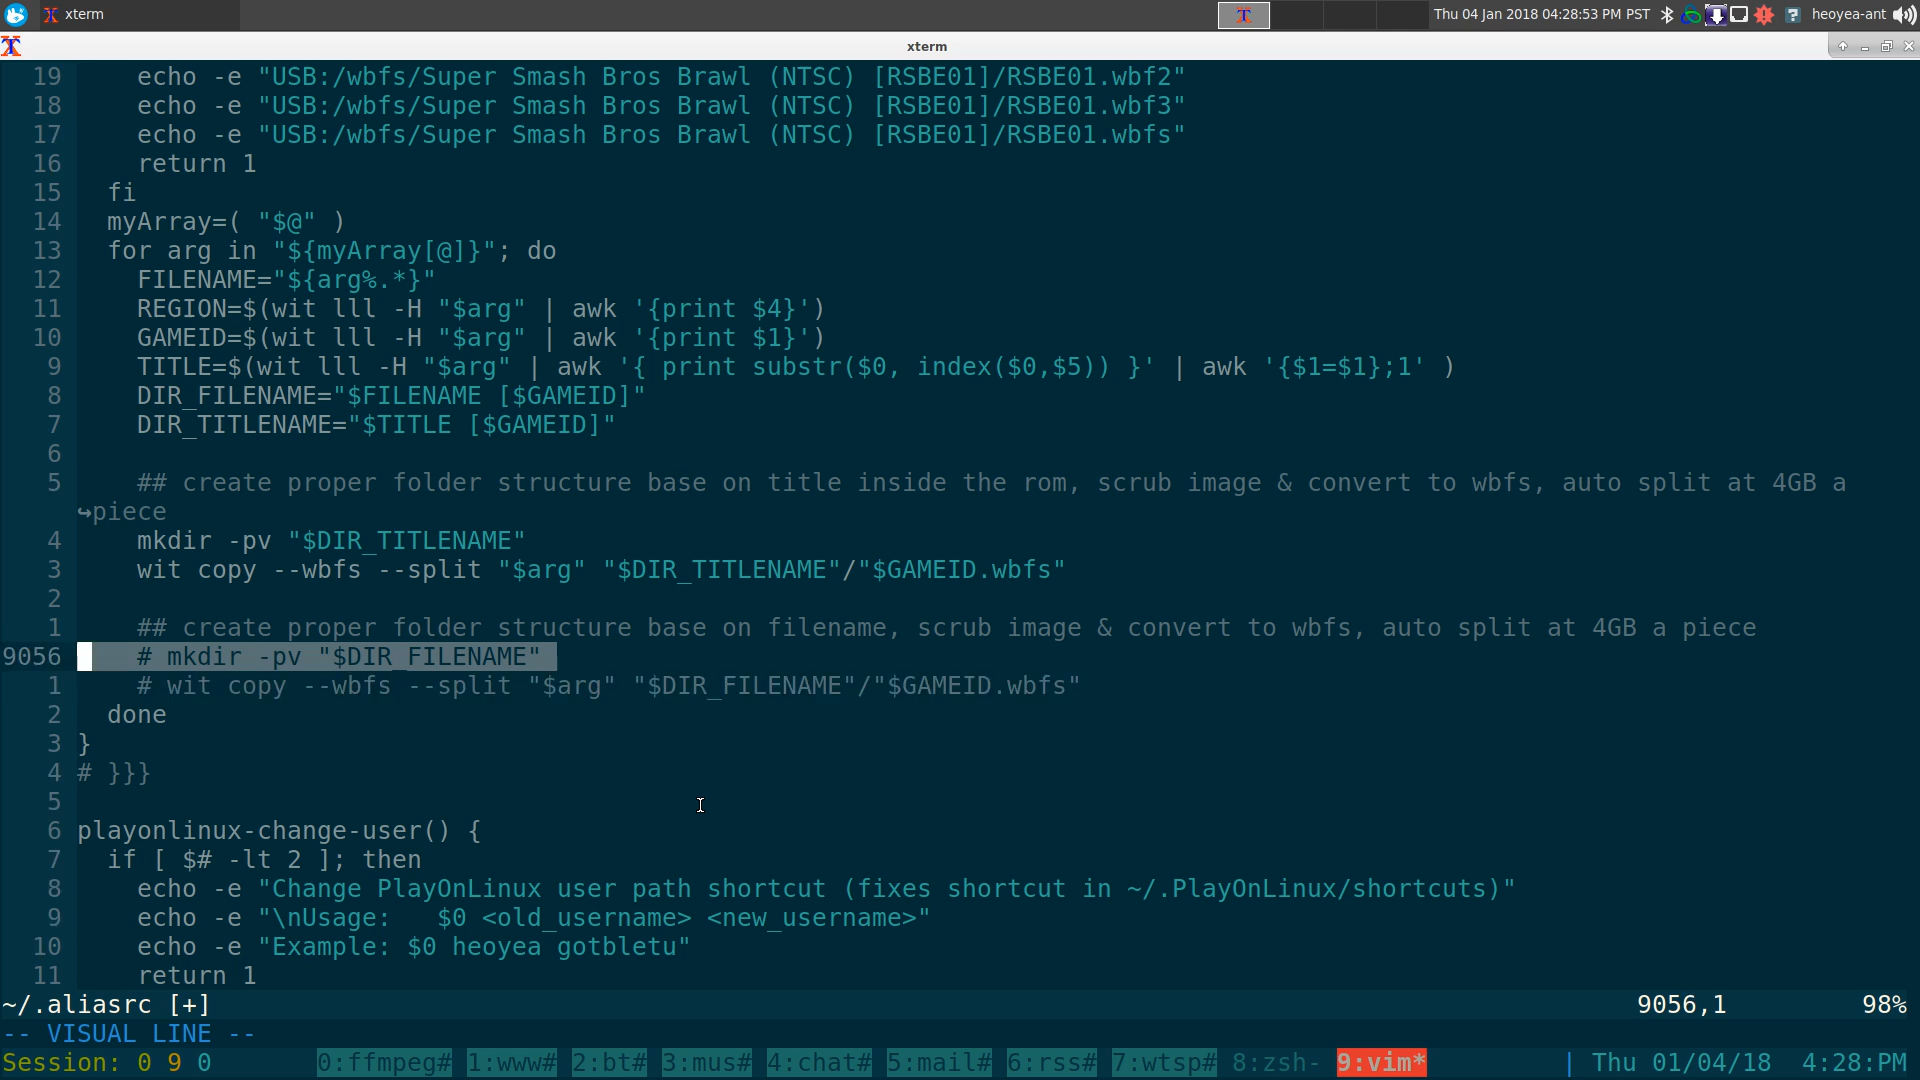 xterm Thu 04 Jan 2018 04:28:53 PM PST heoyea-ant
xterm
19 echo -e "USB:/wbfs/Super Smash Bros Brawl (NTSC) [RSBE01]/RSBE01.wbf2"
18 echo -e "USB:/wbfs/Super Smash Bros Brawl (NTSC) [RSBE01]/RSBE01.wbf3"
17 echo -e "USB:/wbfs/Super Smash Bros Brawl (NTSC) [RSBE01]/RSBE01.wbfs"
16 return 1
15 fi
14 myArray=( "$@" )
13 for arg in "${myArray[@]}"; do
12 FILENAME="${arg%.*}"
11 REGION=$(wit lll -H "$arg" | awk '{print $4}')
10 GAMEID=$(wit lll -H "$arg" | awk '{print $1}')
9 TITLE=$(wit lll -H "$arg" | awk '{ print substr($0, index($0,$5)) }' | awk '{$1=$1};1' )
8 DIR_FILENAME="$FILENAME [$GAMEID]"
7 DIR_TITLENAME="$TITLE [$GAMEID]"
6
5 ## create proper folder structure base on title inside the rom, scrub image & convert to wbfs, auto split at 4GB a
↪piece
4 mkdir -pv "$DIR_TITLENAME"
3 wit copy --wbfs --split "$arg" "$DIR_TITLENAME"/"$GAMEID.wbfs"
2
1 ## create proper folder structure base on filename, scrub image & convert to wbfs, auto split at 4GB a piece
9056 # mkdir -pv "$DIR_FILENAME"
1 # wit copy --wbfs --split "$arg" "$DIR_FILENAME"/"$GAMEID.wbfs"
2 done
3 }
4 # }}}
5
6 playonlinux-change-user() {
7 if [ $# -lt 2 ]; then
8 echo -e "Change PlayOnLinux user path shortcut (fixes shortcut in ~/.PlayOnLinux/shortcuts)"
9 echo -e "\nUsage:   $0 <old_username> <new_username>"
10 echo -e "Example: $0 heoyea gotbletu"
11 return 1
~/.aliasrc [+] 9056,1 98%
-- VISUAL LINE --
Session: 0 9 0 0:ffmpeg# 1:www# 2:bt# 3:mus# 4:chat# 5:mail# 6:rss# 7:wtsp# 8:zsh- 9:vim* | Thu 01/04/18 4:28:PM